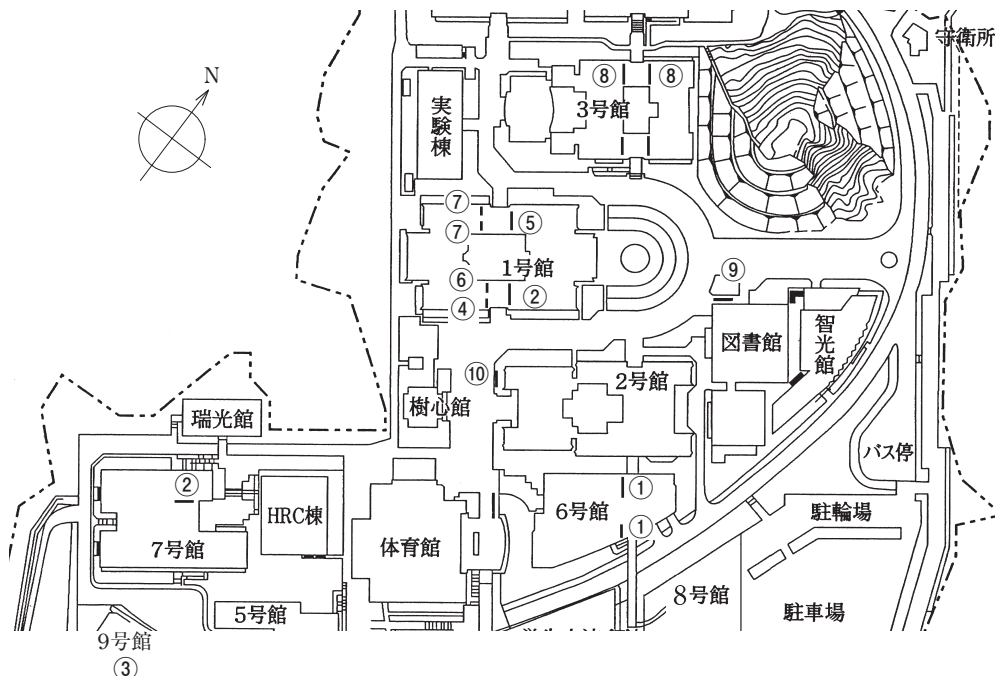 守衛所
N
⑧
⑧
3号館
実験棟
⑦
⑤
⑦
1号館
⑨
⑥
②
④
図書館
智光館
⑩
2号館
樹心館
瑞光館
バス停
②
①
HRC棟
6号館
駐輪場
①
7号館
体育館
8号館
駐車場
5号館
9号館
③